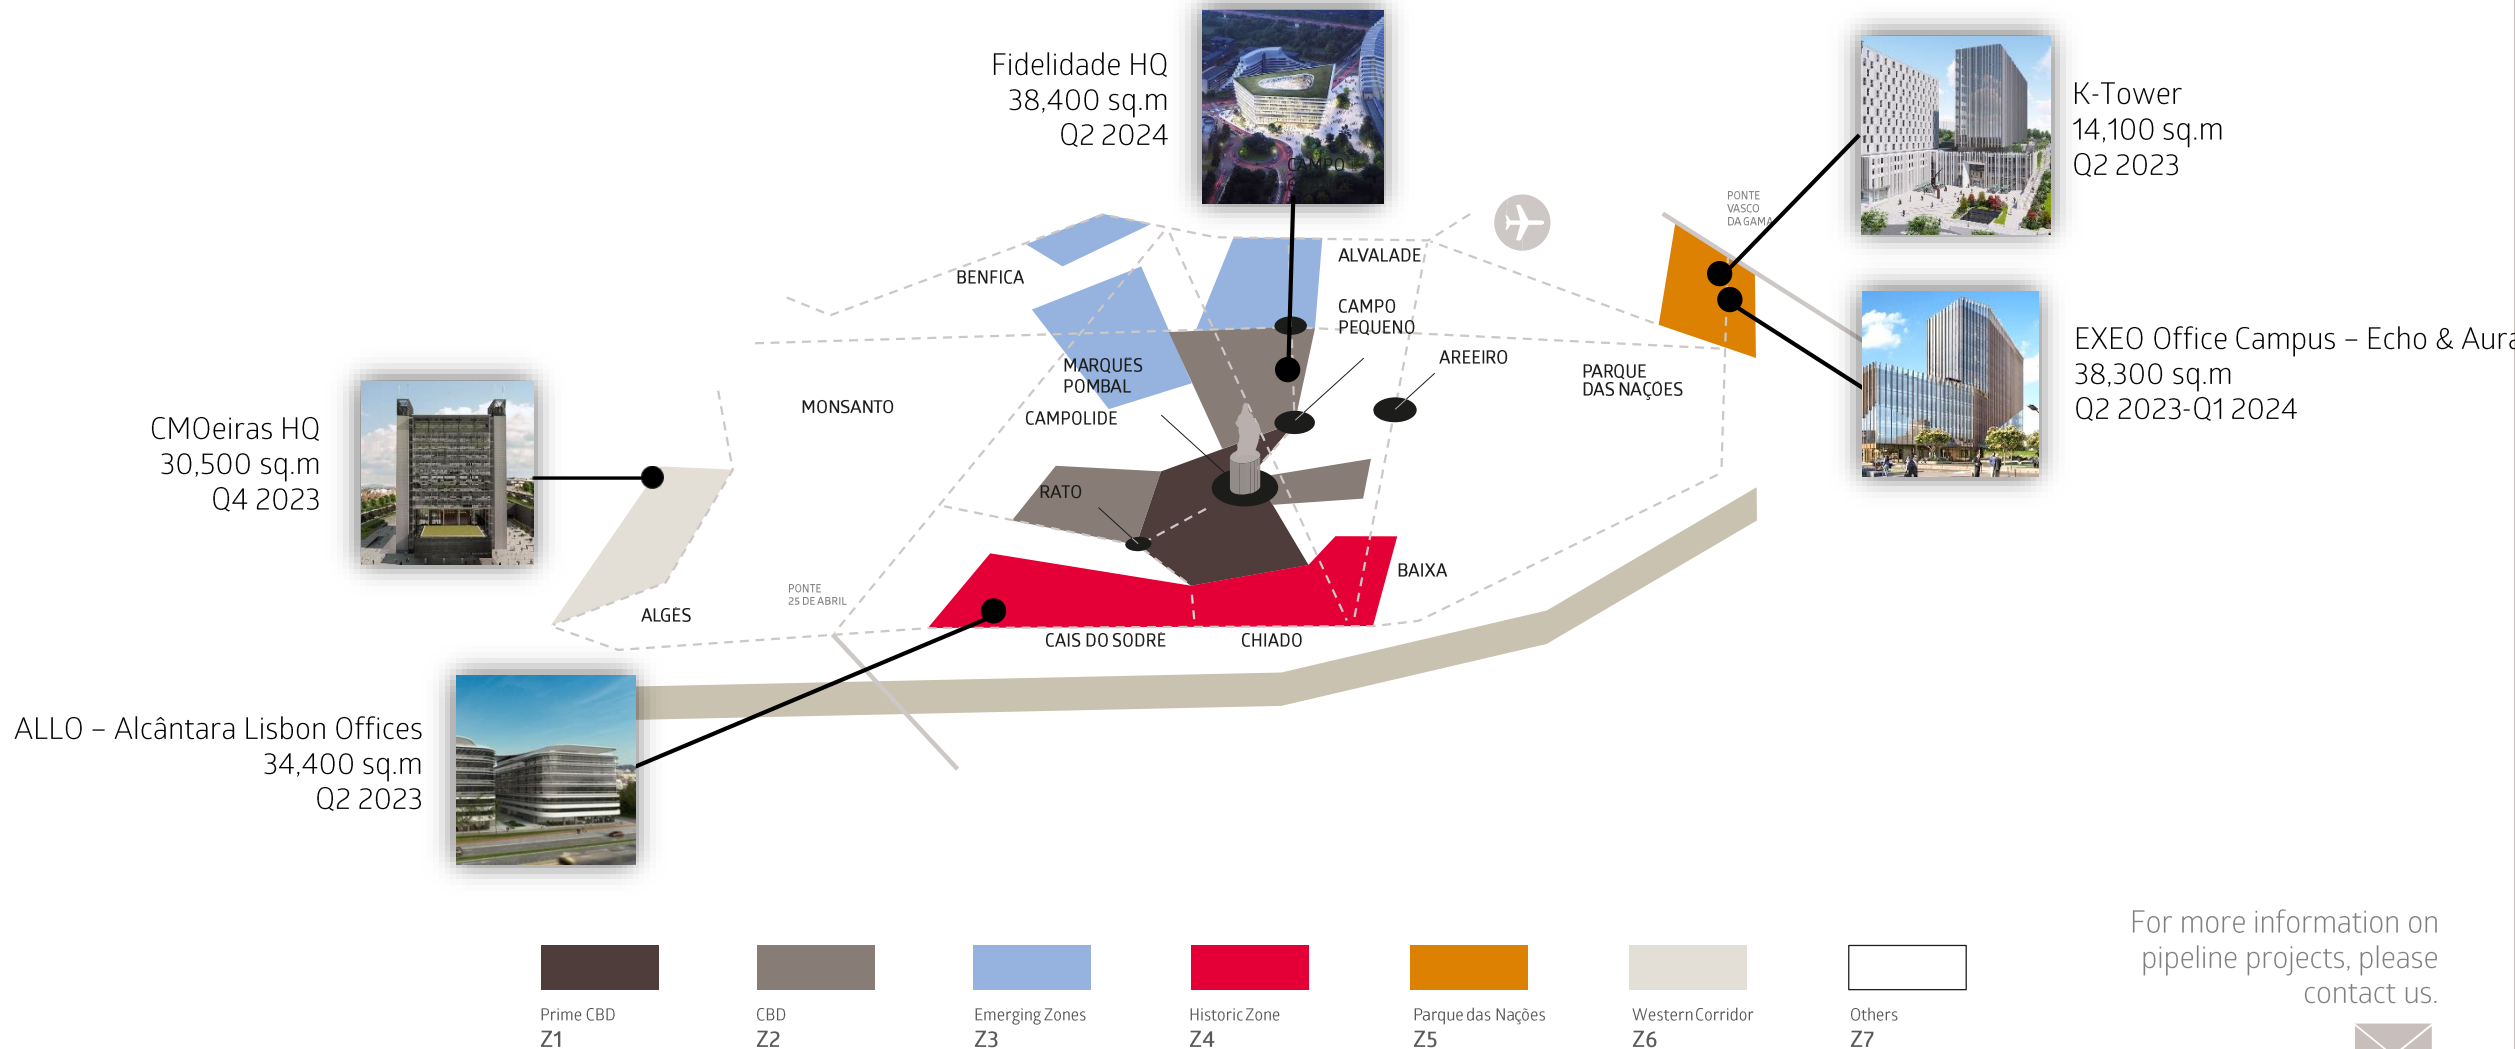 Fidelidade HQ
38,400 sq.m
Q2 2024
CAMPO
K-Tower
14,100 sq.m
Q2 2023
PONTE
VASCO
DA GAMA
ALVALADE
BENFICA
CAMPO
PEQUENO
EXEO Office Campus – Echo & Aura
38,300 sq.m
Q2 2023-Q1 2024
AREEIRO
MARQUÊS
POMBAL
PARQUE
DAS NAÇÕES
MONSANTO
CAMPOLIDE
CMOeiras HQ
30,500 sq.m
Q4 2023
RATO
BAIXA
PONTE
25 DE ABRIL
ALGÉS
CAIS DO SODRÉ
CHIADO
ALLO – Alcântara Lisbon Offices
34,400 sq.m
Q2 2023
For more information on
pipeline projects, please
contact us.
Prime CBD
Z1
CBD
Z2
Emerging Zones
Z3
Historic Zone
Z4
Parque das Nações
Z5
Western Corridor
Z6
Others
Z7